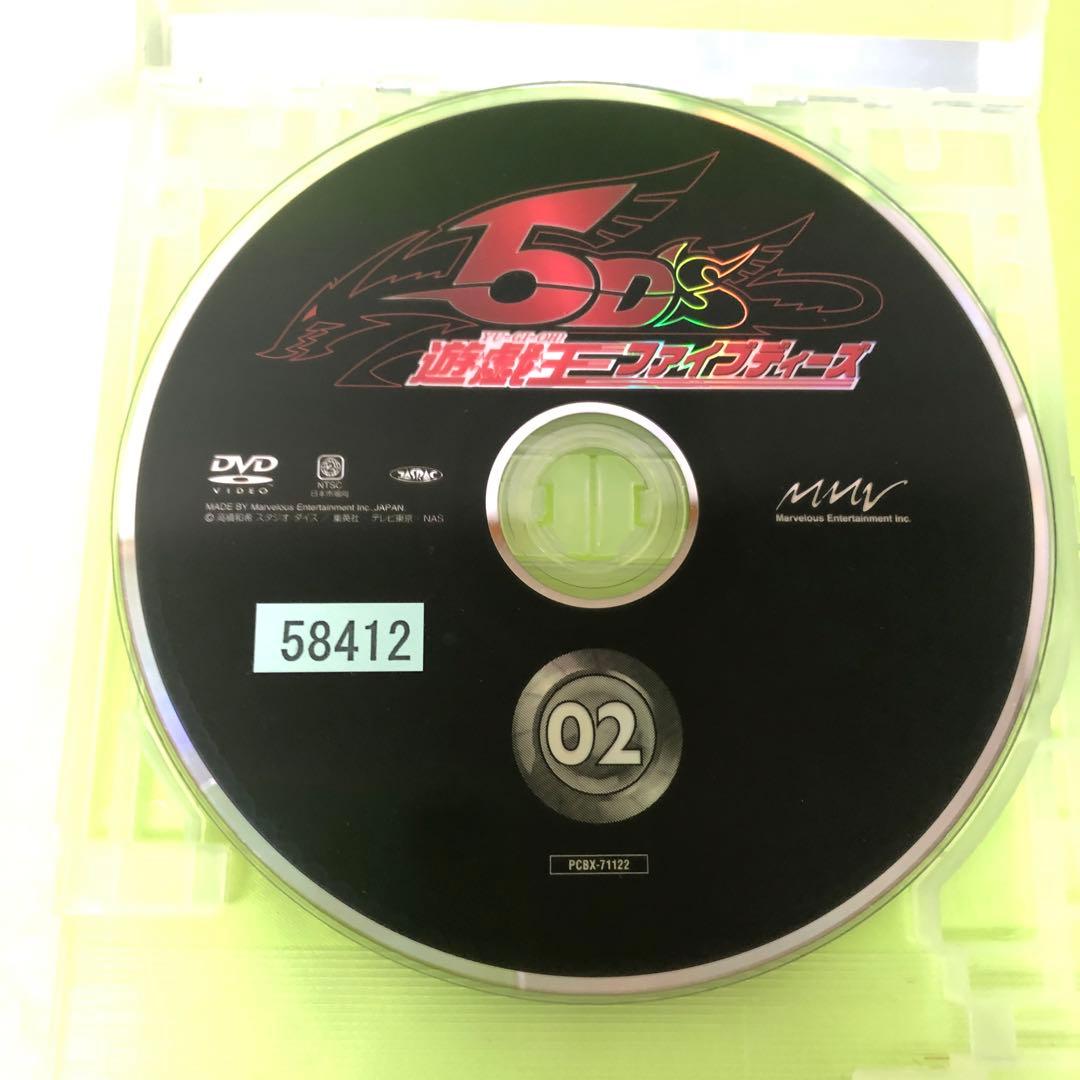 5D's
YU-GI-OH!
遊戯王ファイブディーズ
DVD
VIDEO
NTSC
日本市場向
JASRAC
MADE BY Marvelous Entertainment Inc.,JAPAN.
©高橋和希 スタジオ・ダイス/集英社 テレビ東京・NAS
MMV
Marvelous Entertainment Inc.
58412
02
PCBX-71122